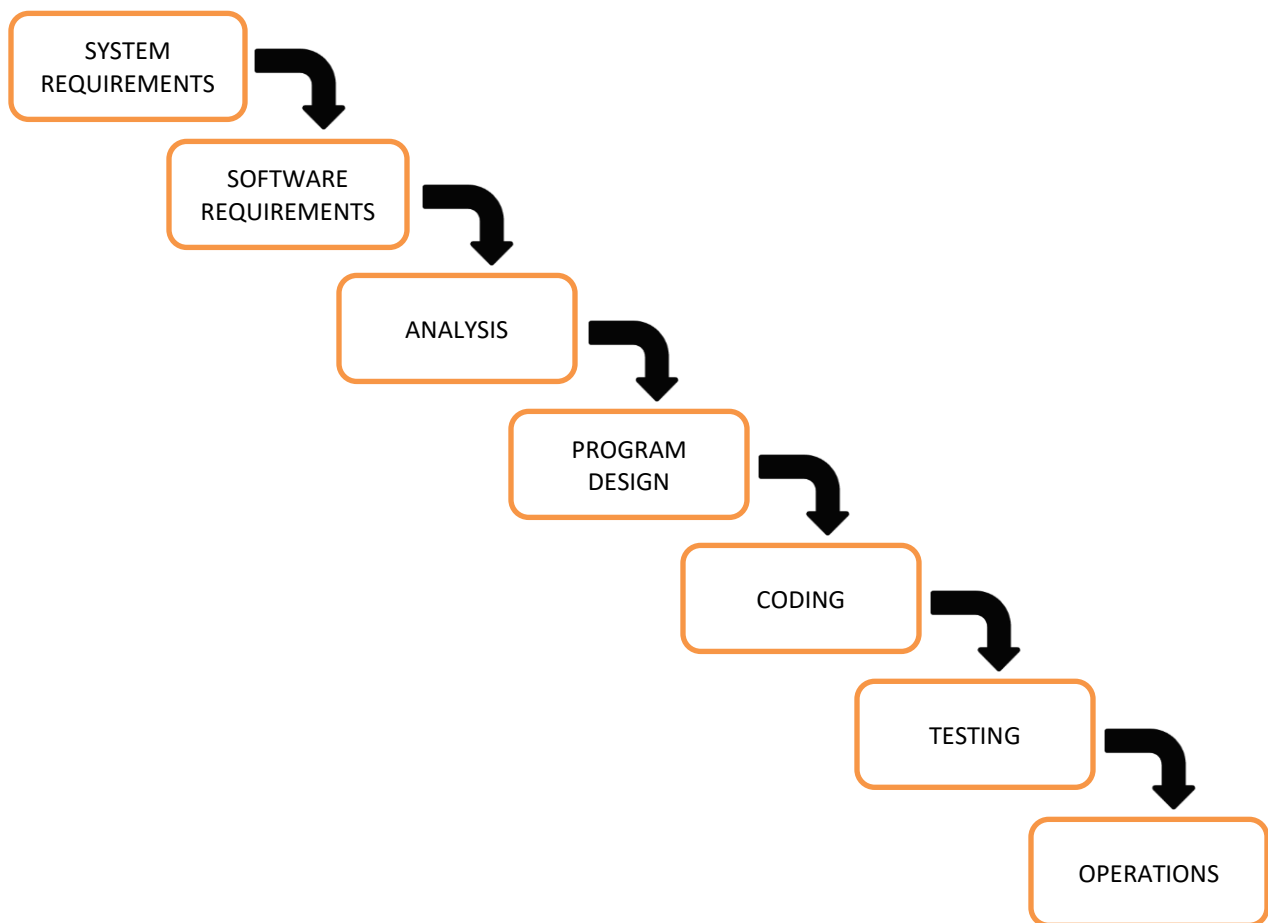 SYSTEM
REQUIREMENTS
SOFTWARE
REQUIREMENTS
ANALYSIS
PROGRAM
DESIGN
CODING
TESTING
OPERATIONS